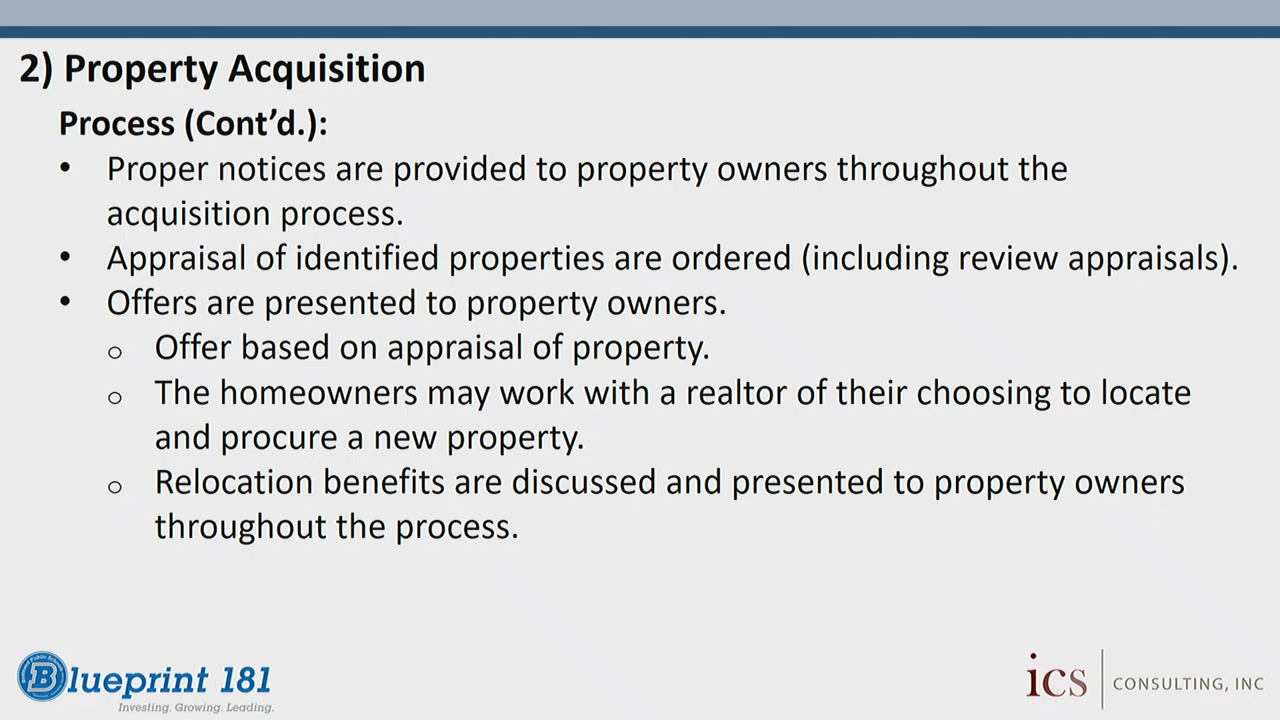 2) Property Acquisition
Process (Cont’d.):
• Proper notices are provided to property owners throughout the
acquisition process.
• Appraisal of identified properties are ordered (including review appraisals).
• Offers are presented to property owners.
o Offer based on appraisal of property.
o The homeowners may work with a realtor of their choosing to locate
and procure a new property.
o Relocation benefits are discussed and presented to property owners
throughout the process.
Blueprint 181
Investing. Growing. Leading.
ics CONSULTING, INC